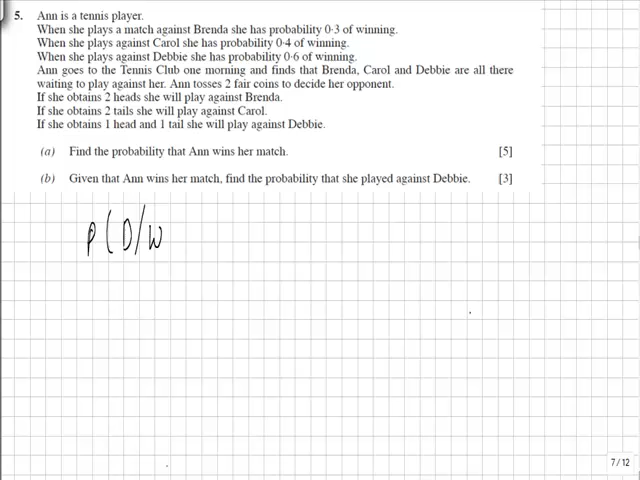 5. Ann is a tennis player.
When she plays a match against Brenda she has probability 0·3 of winning.
When she plays against Carol she has probability 0·4 of winning.
When she plays against Debbie she has probability 0·6 of winning.
Ann goes to the Tennis Club one morning and finds that Brenda, Carol and Debbie are all there
waiting to play against her. Ann tosses 2 fair coins to decide her opponent.
If she obtains 2 heads she will play against Brenda.
If she obtains 2 tails she will play against Carol.
If she obtains 1 head and 1 tail she will play against Debbie.
(a) Find the probability that Ann wins her match. [5]
(b) Given that Ann wins her match, find the probability that she played against Debbie. [3]
P(D/W
7/12